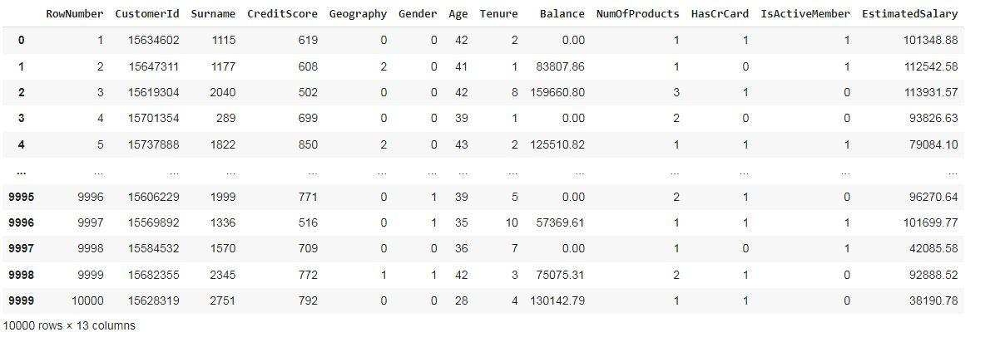 RowNumber CustomerId Surname CreditScore Geography Gender Age Tenure Balance NumOfProducts HasCrCard IsActiveMember EstimatedSalary
0 1 15634602 1115 619 0 0 42 2 0.00 1 1 1 101348.88
1 2 15647311 1177 608 2 0 41 1 83807.86 1 0 1 112542.58
2 3 15619304 2040 502 0 0 42 8 159660.80 3 1 0 113931.57
3 4 15701354 289 699 0 0 39 1 0.00 2 0 0 93826.63
4 5 15737888 1822 850 2 0 43 2 125510.82 1 1 1 79084.10
... ... ... ... ... ... ... ... ... ... ... ... ... ...
9995 9996 15606229 1999 771 0 1 39 5 0.00 2 1 0 96270.64
9996 9997 15569892 1336 516 0 1 35 10 57369.61 1 1 1 101699.77
9997 9998 15584532 1570 709 0 0 36 7 0.00 1 0 1 42085.58
9998 9999 15682355 2345 772 1 1 42 3 75075.31 2 1 0 92888.52
9999 10000 15628319 2751 792 0 0 28 4 130142.79 1 1 0 38190.78
10000 rows × 13 columns